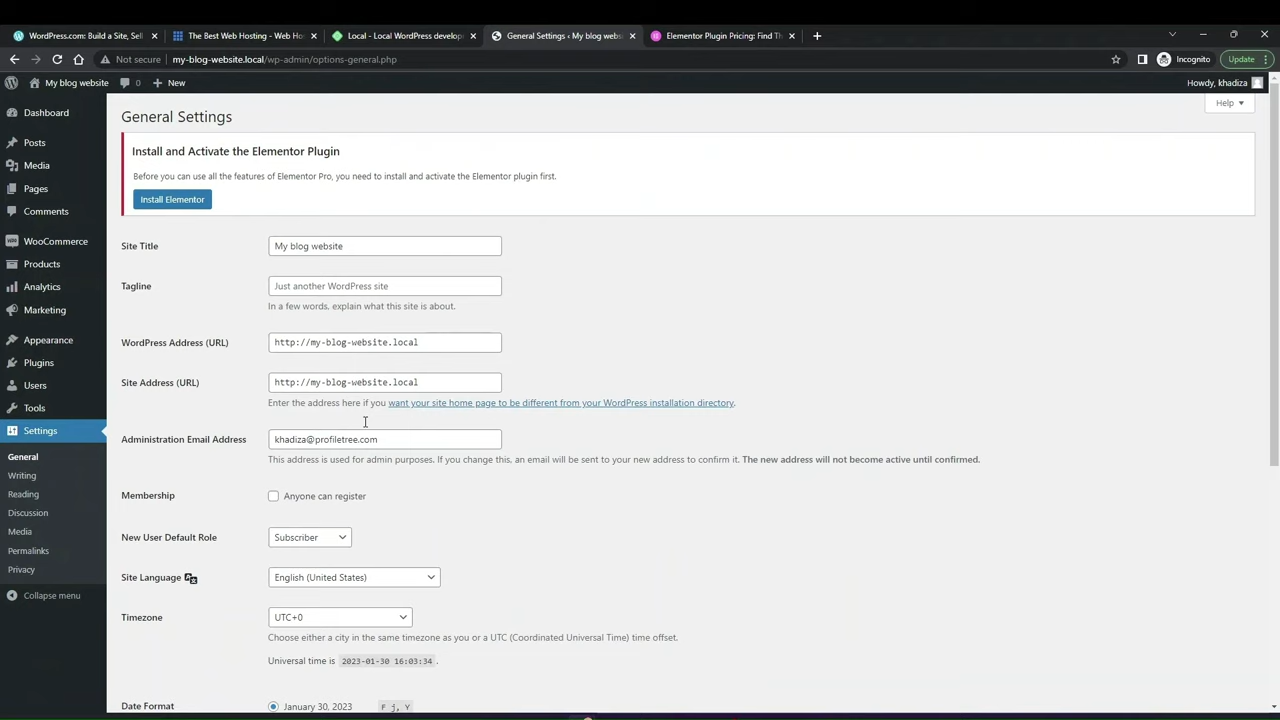 WordPress.com: Build a Site, Sell
The Best Web Hosting - Web Hos
Local - Local WordPress develop
General Settings ‹ My blog websi
Elementor Plugin Pricing: Find Th
Not secure my-blog-website.local/wp-admin/options-general.php
Incognito
Update
My blog website
0
New
Howdy, khadiza
Help
Dashboard
Posts
Media
Pages
Comments
WooCommerce
Products
Analytics
Marketing
Appearance
Plugins
Users
Tools
Settings
General
Writing
Reading
Discussion
Media
Permalinks
Privacy
Collapse menu
General Settings
Install and Activate the Elementor Plugin
Before you can use all the features of Elementor Pro, you need to install and activate the Elementor plugin first.
Install Elementor
Site Title
My blog website
Tagline
Just another WordPress site
In a few words, explain what this site is about.
WordPress Address (URL)
http://my-blog-website.local
Site Address (URL)
http://my-blog-website.local
Enter the address here if you want your site home page to be different from your WordPress installation directory.
Administration Email Address
khadiza@profiletree.com
This address is used for admin purposes. If you change this, an email will be sent to your new address to confirm it. The new address will not become active until confirmed.
Membership
Anyone can register
New User Default Role
Subscriber
Site Language
English (United States)
Timezone
UTC+0
Choose either a city in the same timezone as you or a UTC (Coordinated Universal Time) time offset.
Universal time is 2023-01-30 16:03:34 .
Date Format
January 30, 2023
F j, Y